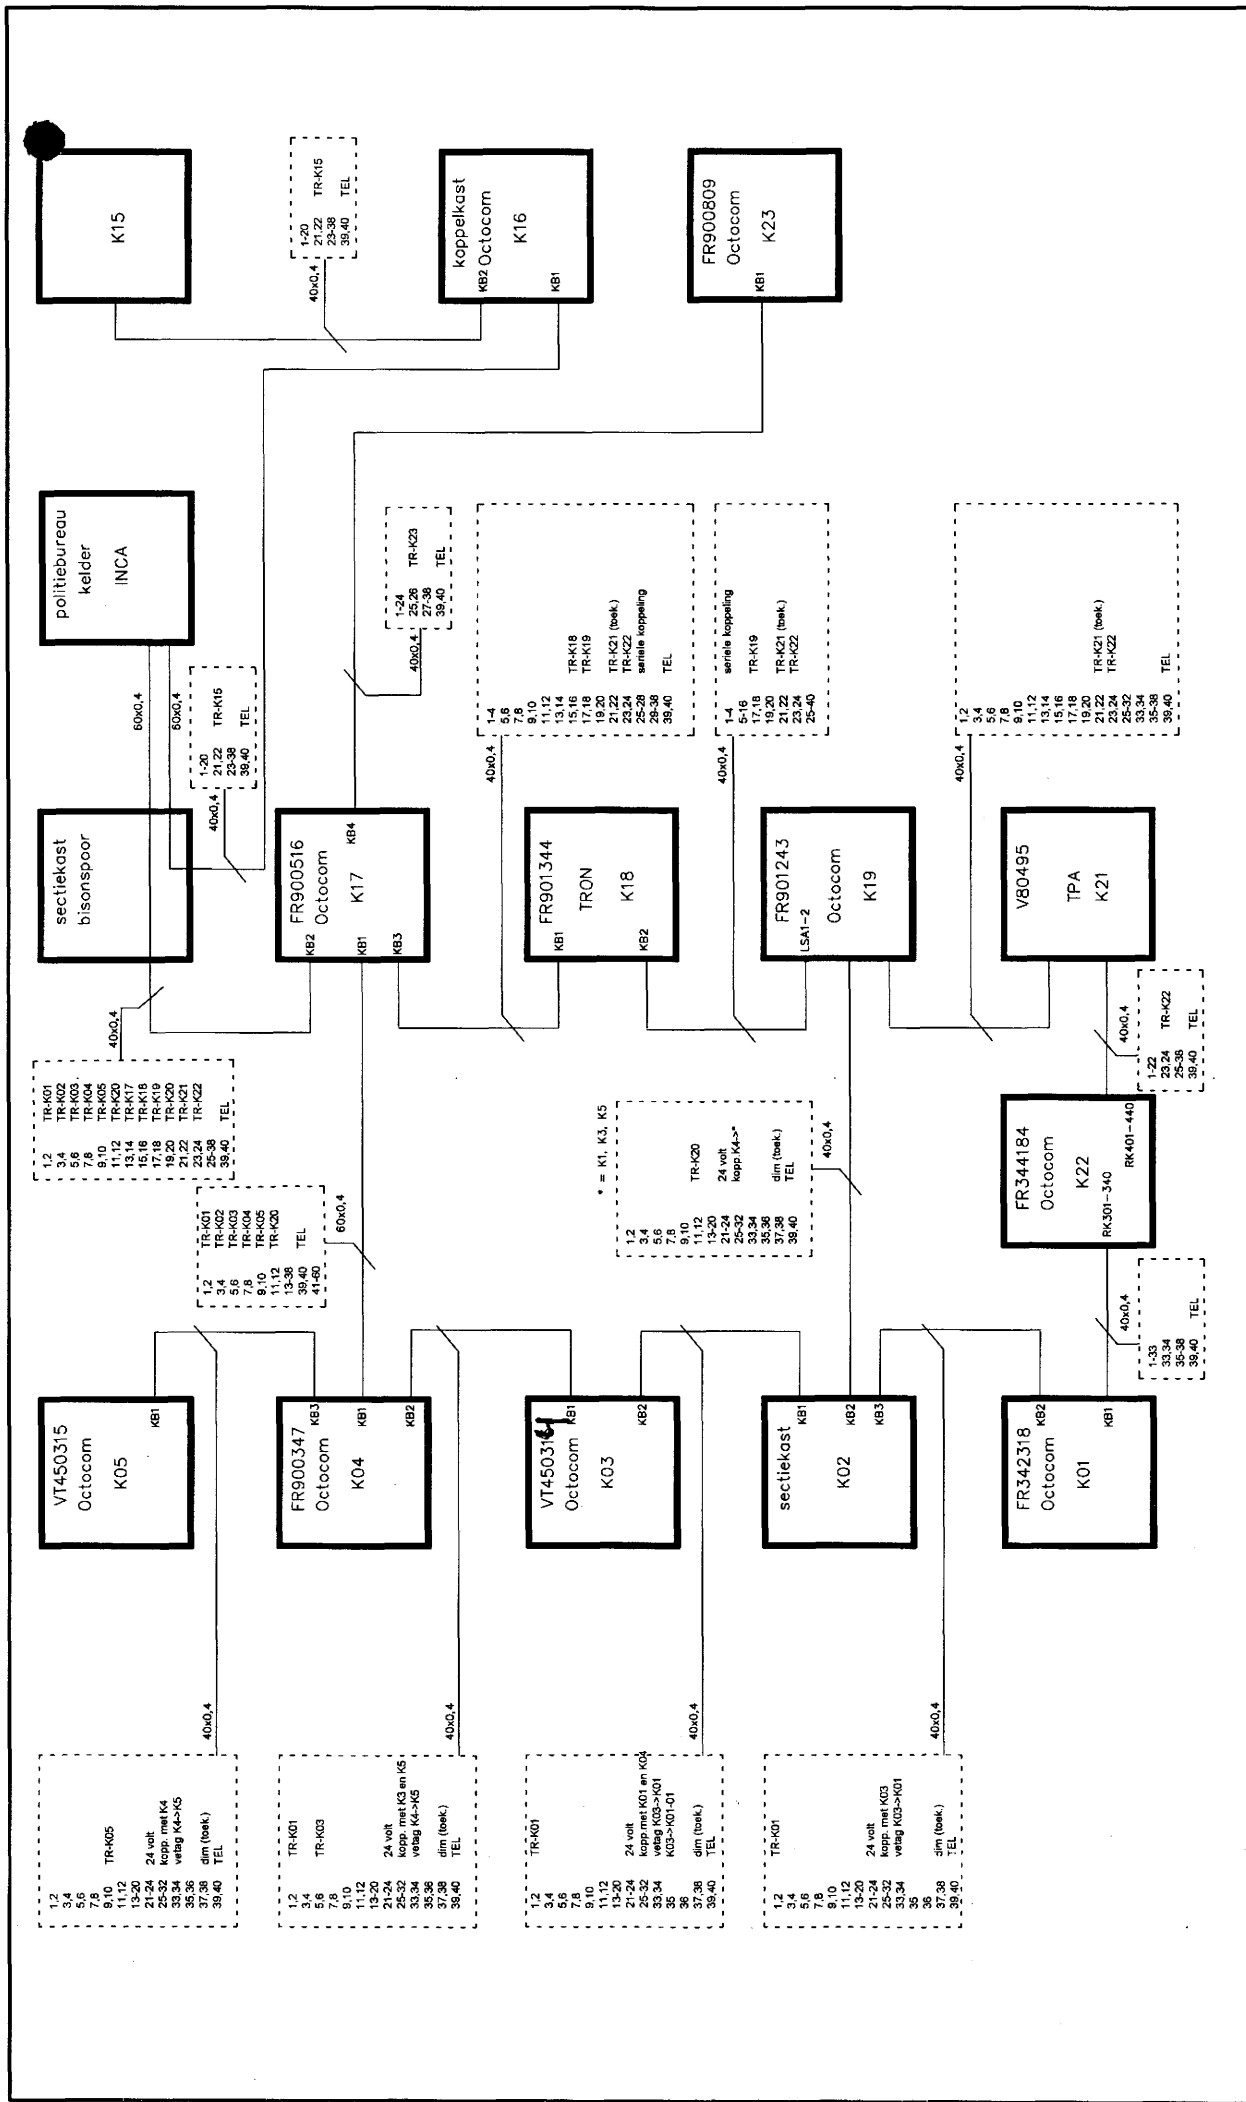 K15
1-20
21,22 TR-K15
23-38
39,40 TEL
40x0,4
koppelkast
Octocom
K16
KB2
KB1
FR900809
Octocom
K23
KB1
politiebureau
kelder
INCA
60x0,4
60x0,4
1-20
21,22 TR-K15
23-38
39,40 TEL
40x0,4
1-24
25,26 TR-K23
27-38
39,40 TEL
40x0,4
1-4
5,6
7,8
9,10
11,12
13,14
15,16 TR-K18
17,18 TR-K19
19,20
21,22 TR-K21 (toek.)
23,24 TR-K22
25-28 seriele koppeling
29-38
39,40 TEL
40x0,4
1-4 seriele koppeling
5-16
17,18 TR-K19
19,20
21,22 TR-K21 (toek.)
23,24 TR-K22
25-40
40x0,4
1,2
3,4
5,6
7,8
9,10
11,12
13,14
15,16
17,18
19,20
21,22 TR-K21 (toek.)
23,24 TR-K22
25-32
33,34
35-38
39,40 TEL
40x0,4
sectiekast
bisonspoor
FR900516
Octocom
K17
KB2
KB1
KB3
KB4
FR901344
TRON
K18
KB1
KB2
FR901243
LSA1-2
Octocom
K19
V80495
TPA
K21
40x0,4
1,2 TR-K01
3,4 TR-K02
5,6 TR-K03
7,8 TR-K04
9,10 TR-K05
11,12 TR-K20
13,14 TR-K17
15,16 TR-K18
17,18 TR-K19
19,20 TR-K20
21,22 TR-K21
23,24 TR-K22
25-38
39,40 TEL
1,2 TR-K01
3,4 TR-K02
5,6 TR-K03
7,8 TR-K04
9,10 TR-K05
11,12 TR-K20
13-38
39,40 TEL
41-60
60x0,4
* = K1, K3, K5
1,2
3,4
5,6
7,8
9,10
11,12 TR-K20
13-20
21-24 24 volt
25-32 kopp.K4->*
33,34
35,36
37,38 dim (toek.)
39,40 TEL
40x0,4
1-22
23,24 TR-K22
25-38
39,40 TEL
40x0,4
FR344184
Octocom
K22
RK301-340
RK401-440
1-33
33,34
35-38
39,40 TEL
40x0,4
VT450315
Octocom
K05
KB1
FR900347
Octocom
K04
KB3
KB1
KB2
VT450314
Octocom
K03
KB1
KB2
sectiekast
K02
KB1
KB2
KB3
FR342318
Octocom
K01
KB2
KB1
1,2
3,4
5,6
7,8
9,10 TR-K05
11,12
13-20
21-24 24 volt
25-32 kopp. met K4
33,34 vetag K4->K5
35,36
37,38 dim (toek.)
39,40 TEL
40x0,4
1,2 TR-K01
3,4
5,6 TR-K03
7,8
9,10
11,12
13-20
21-24 24 volt
25-32 kopp. met K3 en K5
33,34 vetag K4->K5
35,36
37,38 dim (toek.)
39,40 TEL
40x0,4
1,2 TR-K01
3,4
5,6
7,8
9,10
11,12
13-20
21-24 24 volt
25-32 kopp.met K01 en K04
33,34 vetag K03->K01
35 K03->K01-01
36
37,38 dim (toek.)
39,40 TEL
40x0,4
1,2 TR-K01
3,4
5,6
7,8
9,10
11,12
13-20
21-24 24 volt
25-32 kopp. met K03
33,34 vetag K03->K01
35
36
37,38 dim (toek.)
39,40 TEL
40x0,4